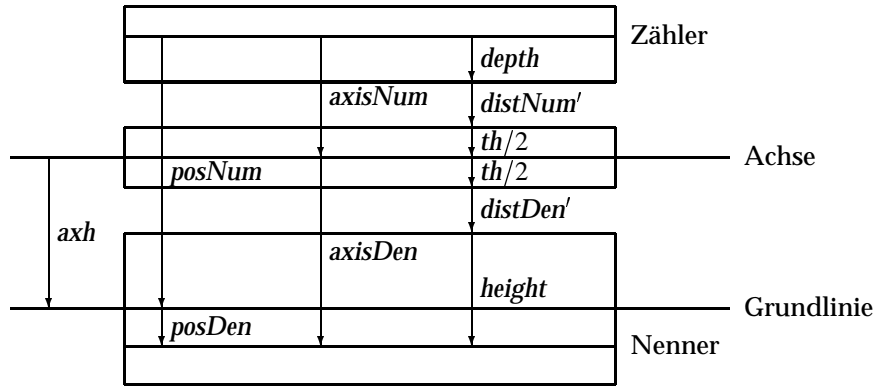 Zähler
depth
axisNum
distNum′
th/2
Achse
posNum
th/2
distDen′
axh
axisDen
height
Grundlinie
posDen
Nenner